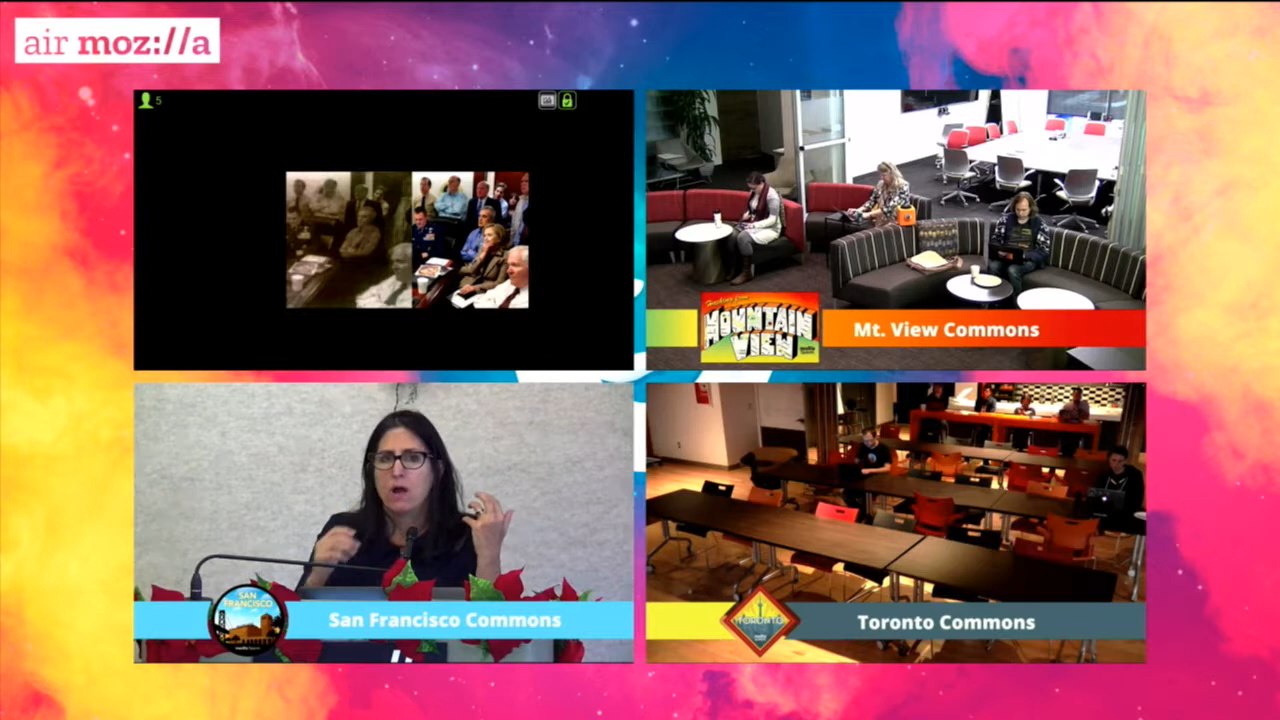 air moz://a
5
MOUNTAIN
VIEW
Mt. View Commons
SAN
FRANCISCO
San Francisco Commons
TORONTO
Toronto Commons